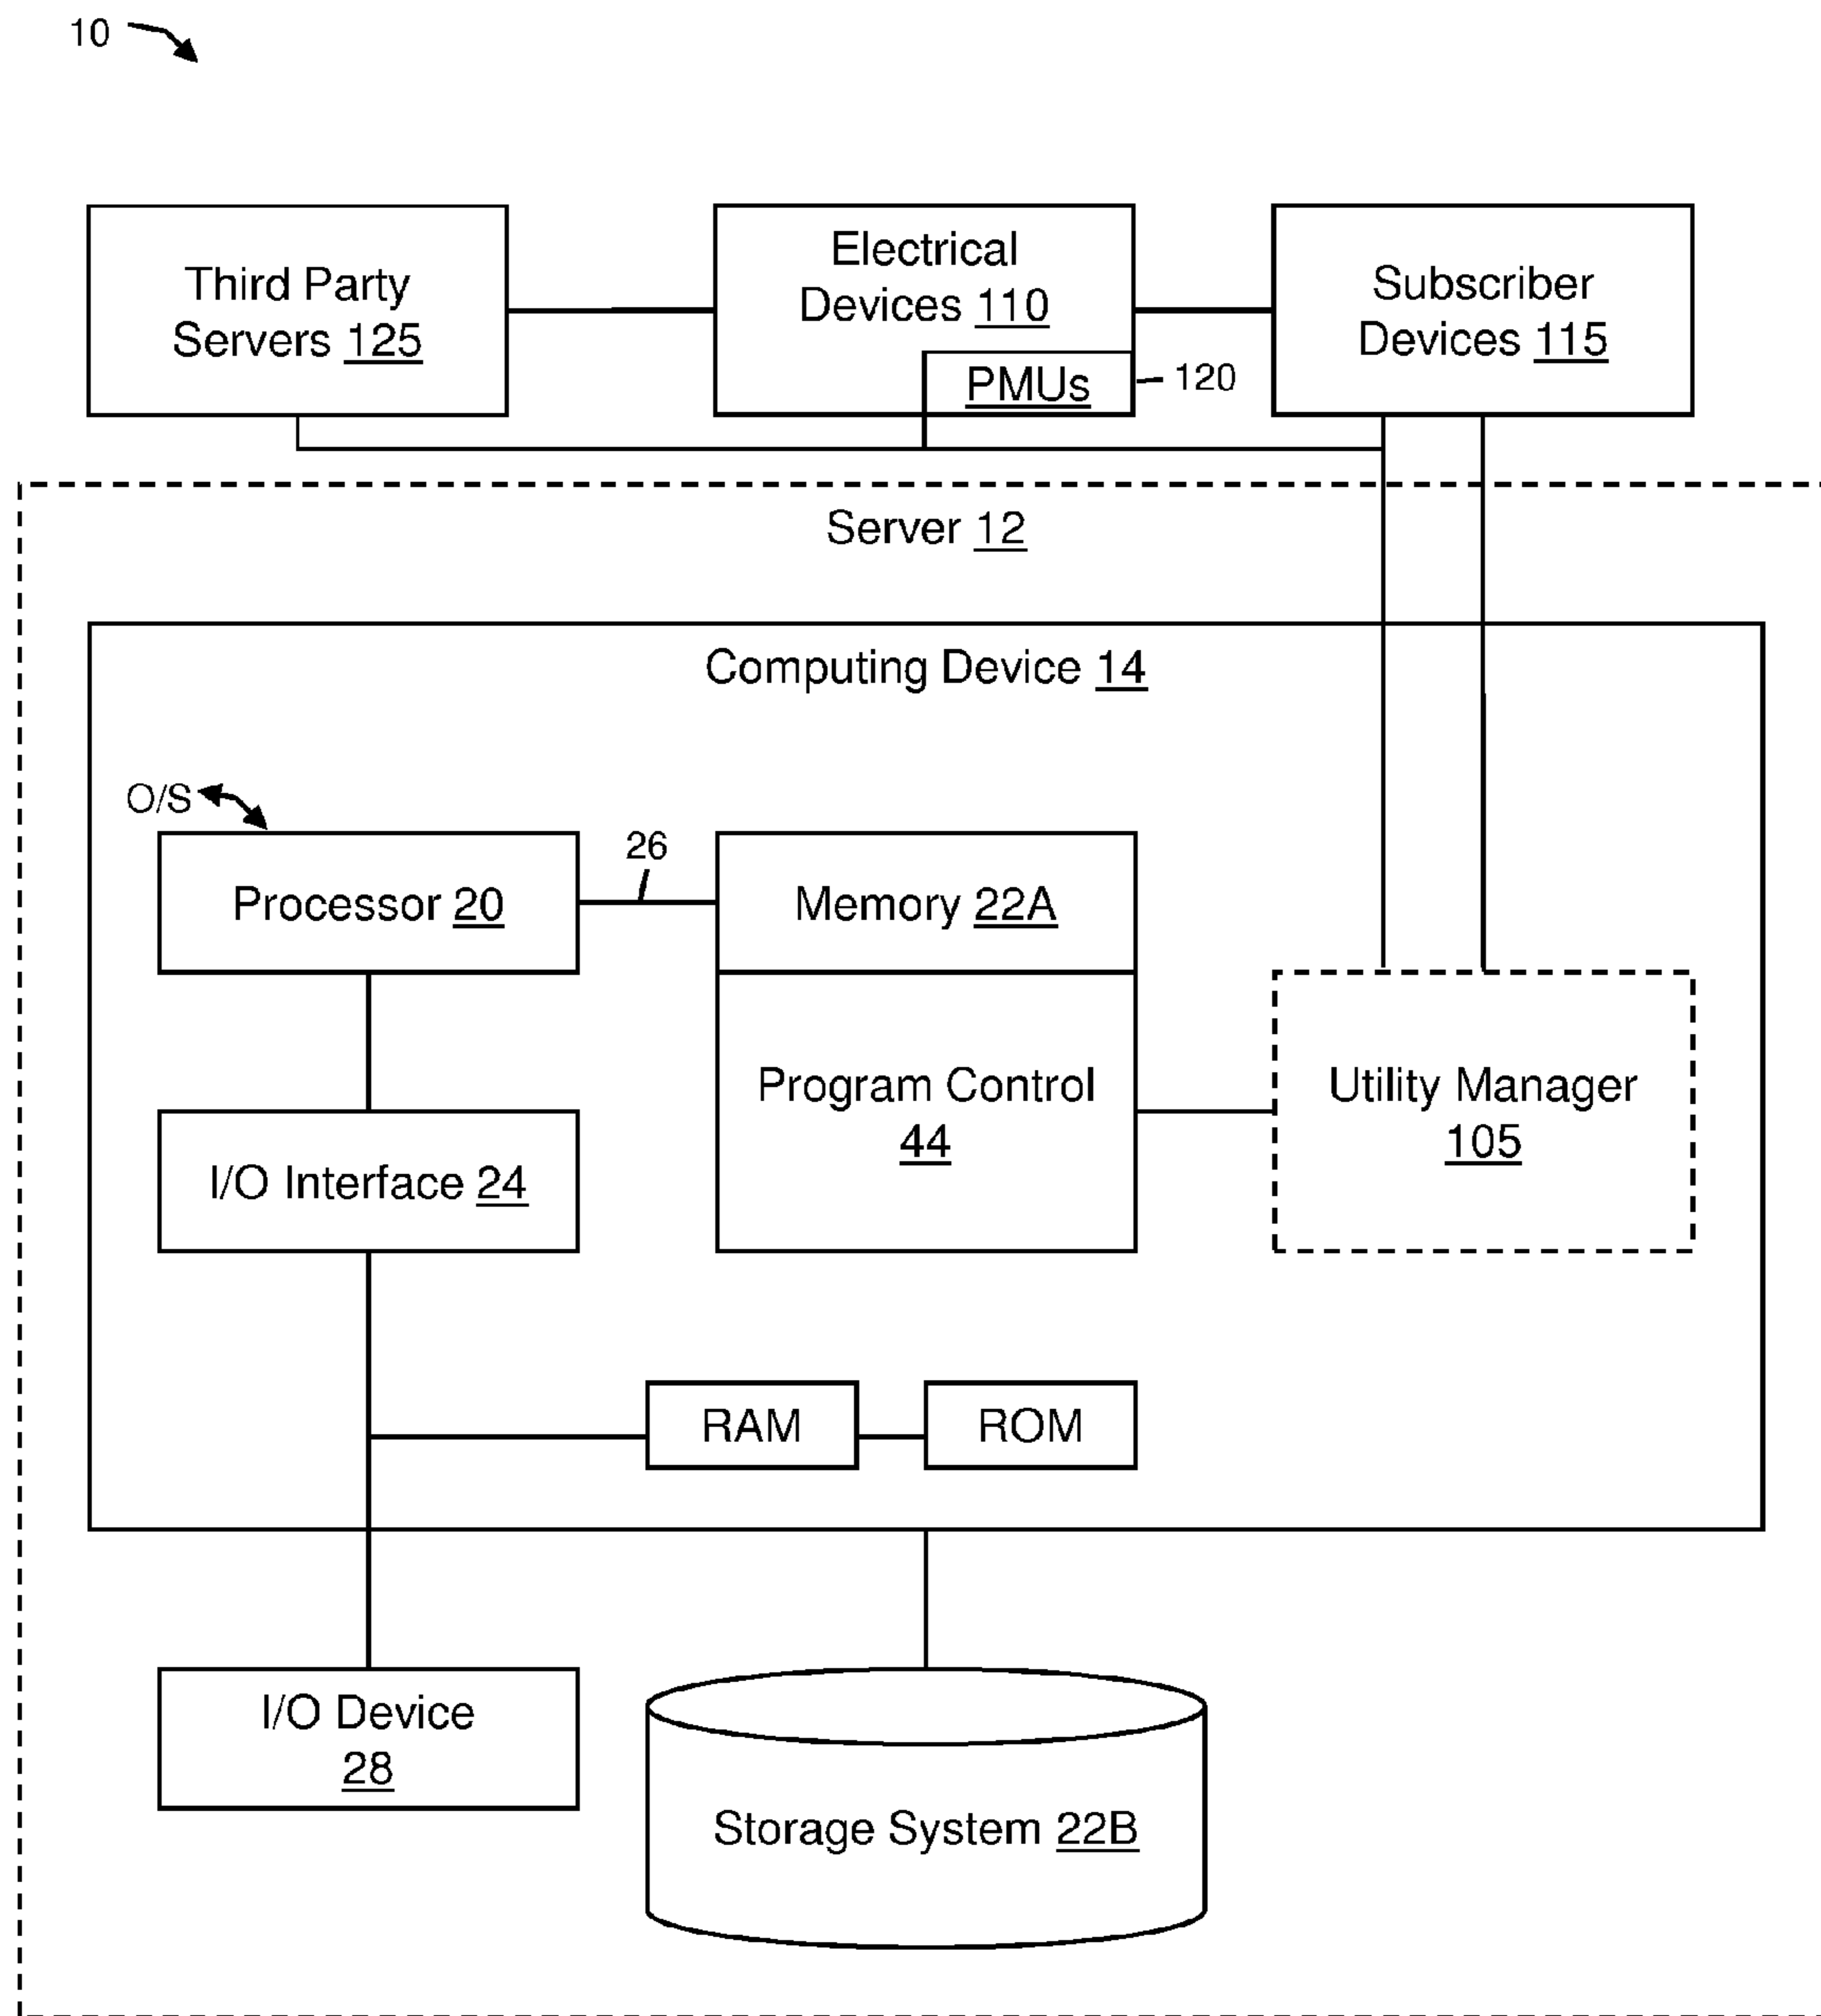 10
Third Party
Servers 125
Electrical
Devices 110
PMUs
120
Subscriber
Devices 115
Server 12
Computing Device 14
O/S
26
Processor 20
Memory 22A
Program Control
44
Utility Manager
105
I/O Interface 24
RAM
ROM
I/O Device
28
Storage System 22B